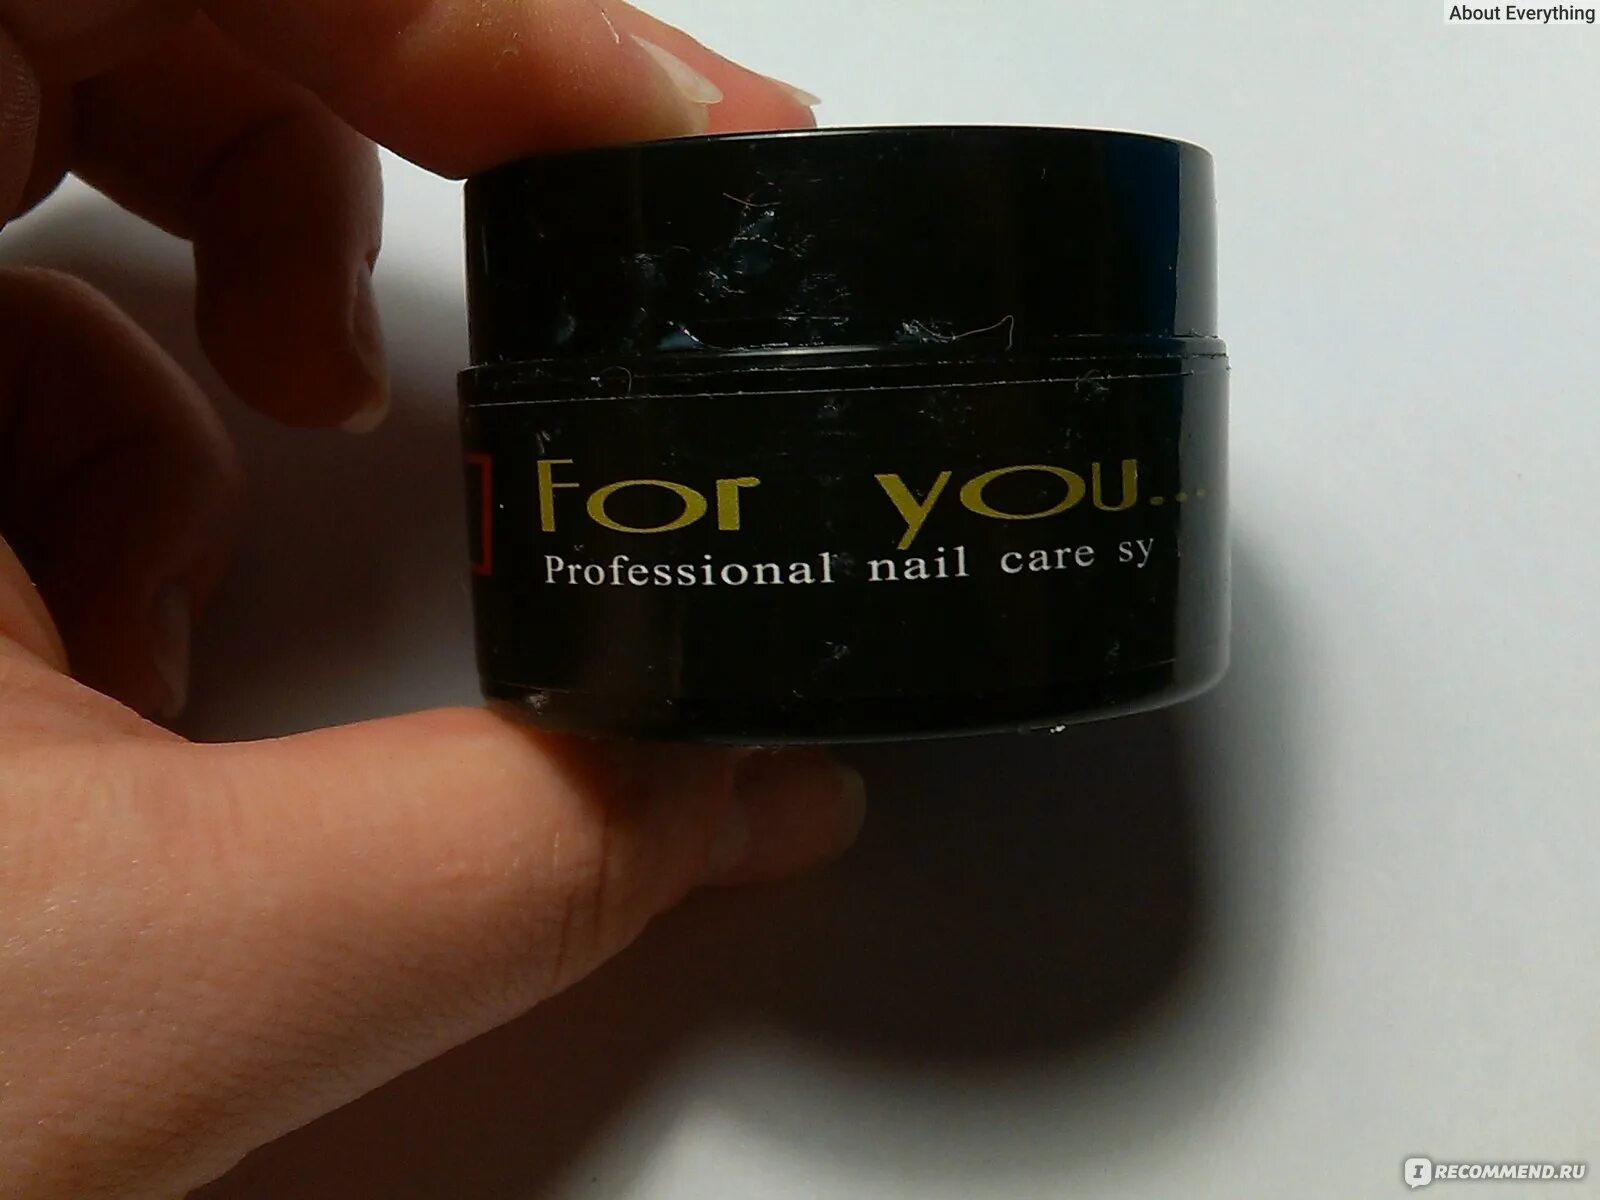 About Everything
For you...
Professional nail care sy
I RECOMMEND.RU